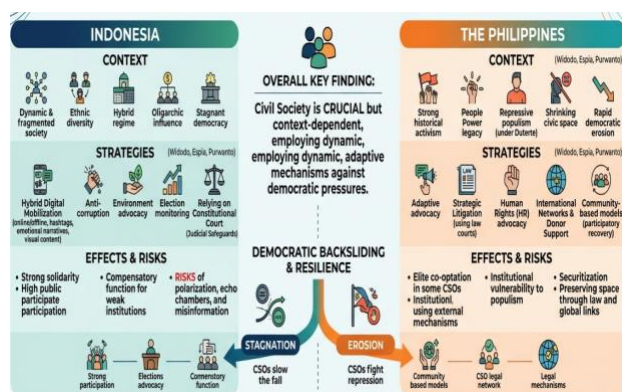 INDONESIA
CONTEXT
Dynamic &
fragmented
society
Ethnic
diversity
Hybrid
regime
Oligarchic
influence
Stagnant
democracy
STRATEGIES
(Widodo, Espia, Purwanto)
Hybrid Digital
Mobilization
(online/offline, hashtags,
emotional narratives,
visual content)
Anti-
corruption
Environment
advocacy
Election
monitoring
Relying on
Constitutional
Court
(Judicial Safeguards)
EFFECTS & RISKS
• Strong solidarity
• High public
participate
participation
• Compensatory
function for
weak
institutions
• RISKS of
polarization, echo
chambers, and
misinformation
Strong
participation
Elections
advocacy
function
OVERALL KEY FINDING:
Civil Society is CRUCIAL but
context-dependent,
employing dynamic,
employing dynamic, adaptive
mechanisms against
democratic pressures.
DEMOCRATIC BACKSLIDING
& RESILIENCE
STAGNATION
CSOs slow
the fall
EROSION
CSOs fight
repression
THE PHILIPPINES
CONTEXT
(Widodo, Espia, Purwanto)
Strong
historical
activism
People
Power
legacy
Repressive
populism
(under Duterte)
Shrinking
civic space
Rapid
democratic
erosion
STRATEGIES
(Widodo, Espia, Purwanto)
Adaptive
advocacy
Strategic
Litigation
(using law
courts)
Human
Rights (HR)
advocacy
International
Networks &
Donor
Support
Community-
based models
(participatory
recovery)
EFFECTS & RISKS
• Elite co-optation
in some CSOs
• Institutionl,
using external
mechanisms
• Institutional
vulnerability to
populism
• Securitization
• Preserving space
through law and
global links
Community
based models
CSO legal
network
Legal
mechanisms